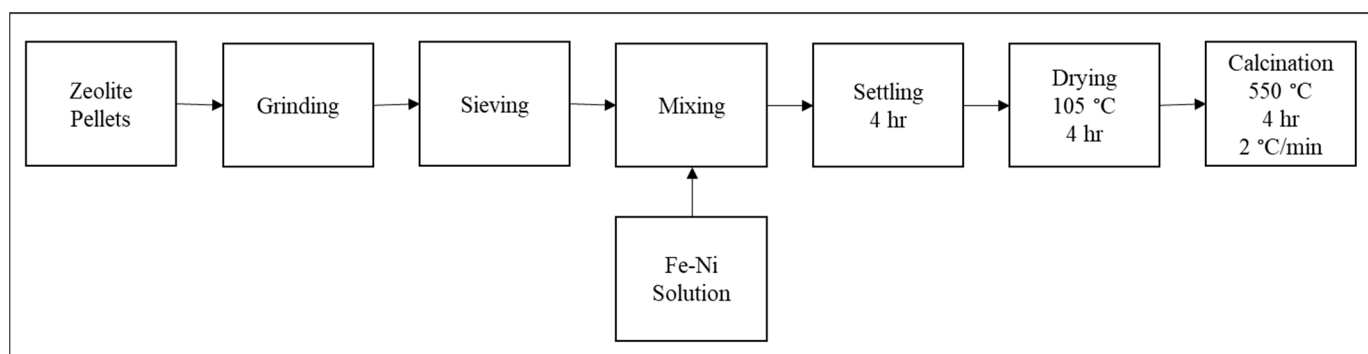 Zeolite
Pellets
Grinding
Sieving
Mixing
Settling
4 hr
Drying
105 °C
4 hr
Calcination
550 °C
4 hr
2 °C/min
Fe-Ni
Solution